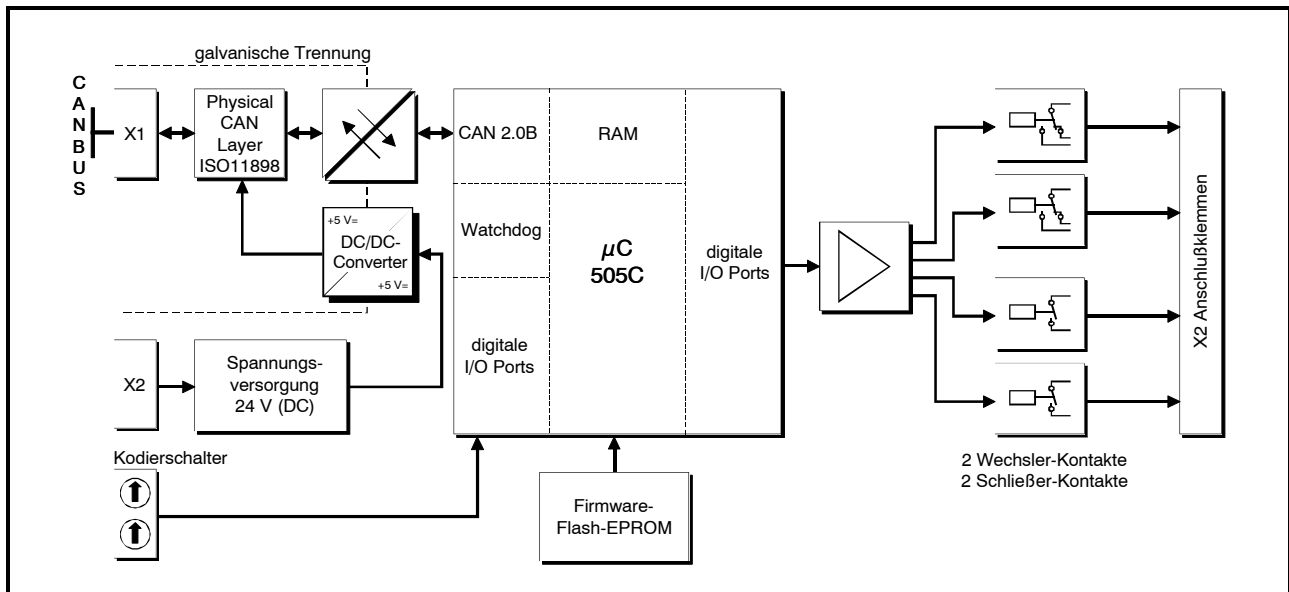 galvanische Trennung
CANBUS
X1
Physical
CAN
Layer
ISO11898
CAN 2.0B
RAM
+5 V=
DC/DC-
Converter
+5 V=
Watchdog
µC
505C
digitale
I/O Ports
digitale
I/O Ports
X2 Anschlußklemmen
X2
Spannungs-
versorgung
24 V (DC)
Kodierschalter
Firmware-
Flash-EPROM
2 Wechsler-Kontakte
2 Schließer-Kontakte